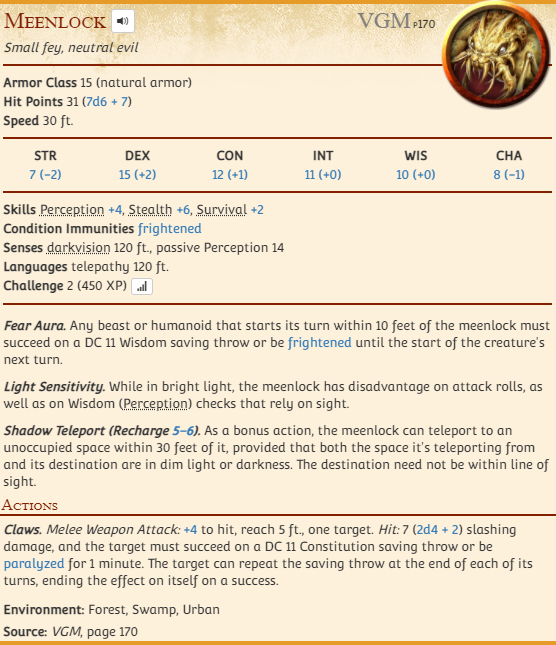 Meenlock
VGM P170
Small fey, neutral evil
Armor Class 15 (natural armor)
Hit Points 31 (7d6 + 7)
Speed 30 ft.
STR DEX CON INT WIS CHA
7 (−2) 15 (+2) 12 (+1) 11 (+0) 10 (+0) 8 (−1)
Skills Perception +4, Stealth +6, Survival +2
Condition Immunities frightened
Senses darkvision 120 ft., passive Perception 14
Languages telepathy 120 ft.
Challenge 2 (450 XP)
Fear Aura. Any beast or humanoid that starts its turn within 10 feet of the meenlock must
succeed on a DC 11 Wisdom saving throw or be frightened until the start of the creature's
next turn.
Light Sensitivity. While in bright light, the meenlock has disadvantage on attack rolls, as
well as on Wisdom (Perception) checks that rely on sight.
Shadow Teleport (Recharge 5–6). As a bonus action, the meenlock can teleport to an
unoccupied space within 30 feet of it, provided that both the space it's teleporting from
and its destination are in dim light or darkness. The destination need not be within line of
sight.
Actions
Claws. Melee Weapon Attack: +4 to hit, reach 5 ft., one target. Hit: 7 (2d4 + 2) slashing
damage, and the target must succeed on a DC 11 Constitution saving throw or be
paralyzed for 1 minute. The target can repeat the saving throw at the end of each of its
turns, ending the effect on itself on a success.
Environment: Forest, Swamp, Urban
Source: VGM, page 170